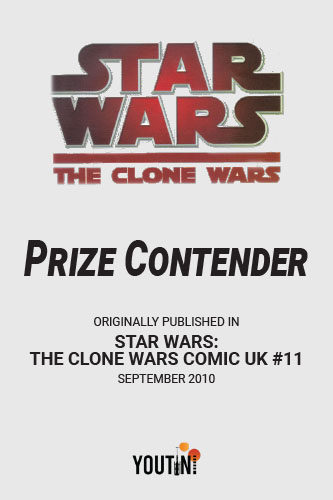 STAR
WARS
THE CLONE WARS
PRIZE CONTENDER
ORIGINALLY PUBLISHED IN
STAR WARS:
THE CLONE WARS COMIC UK #11
SEPTEMBER 2010
YOUTINI